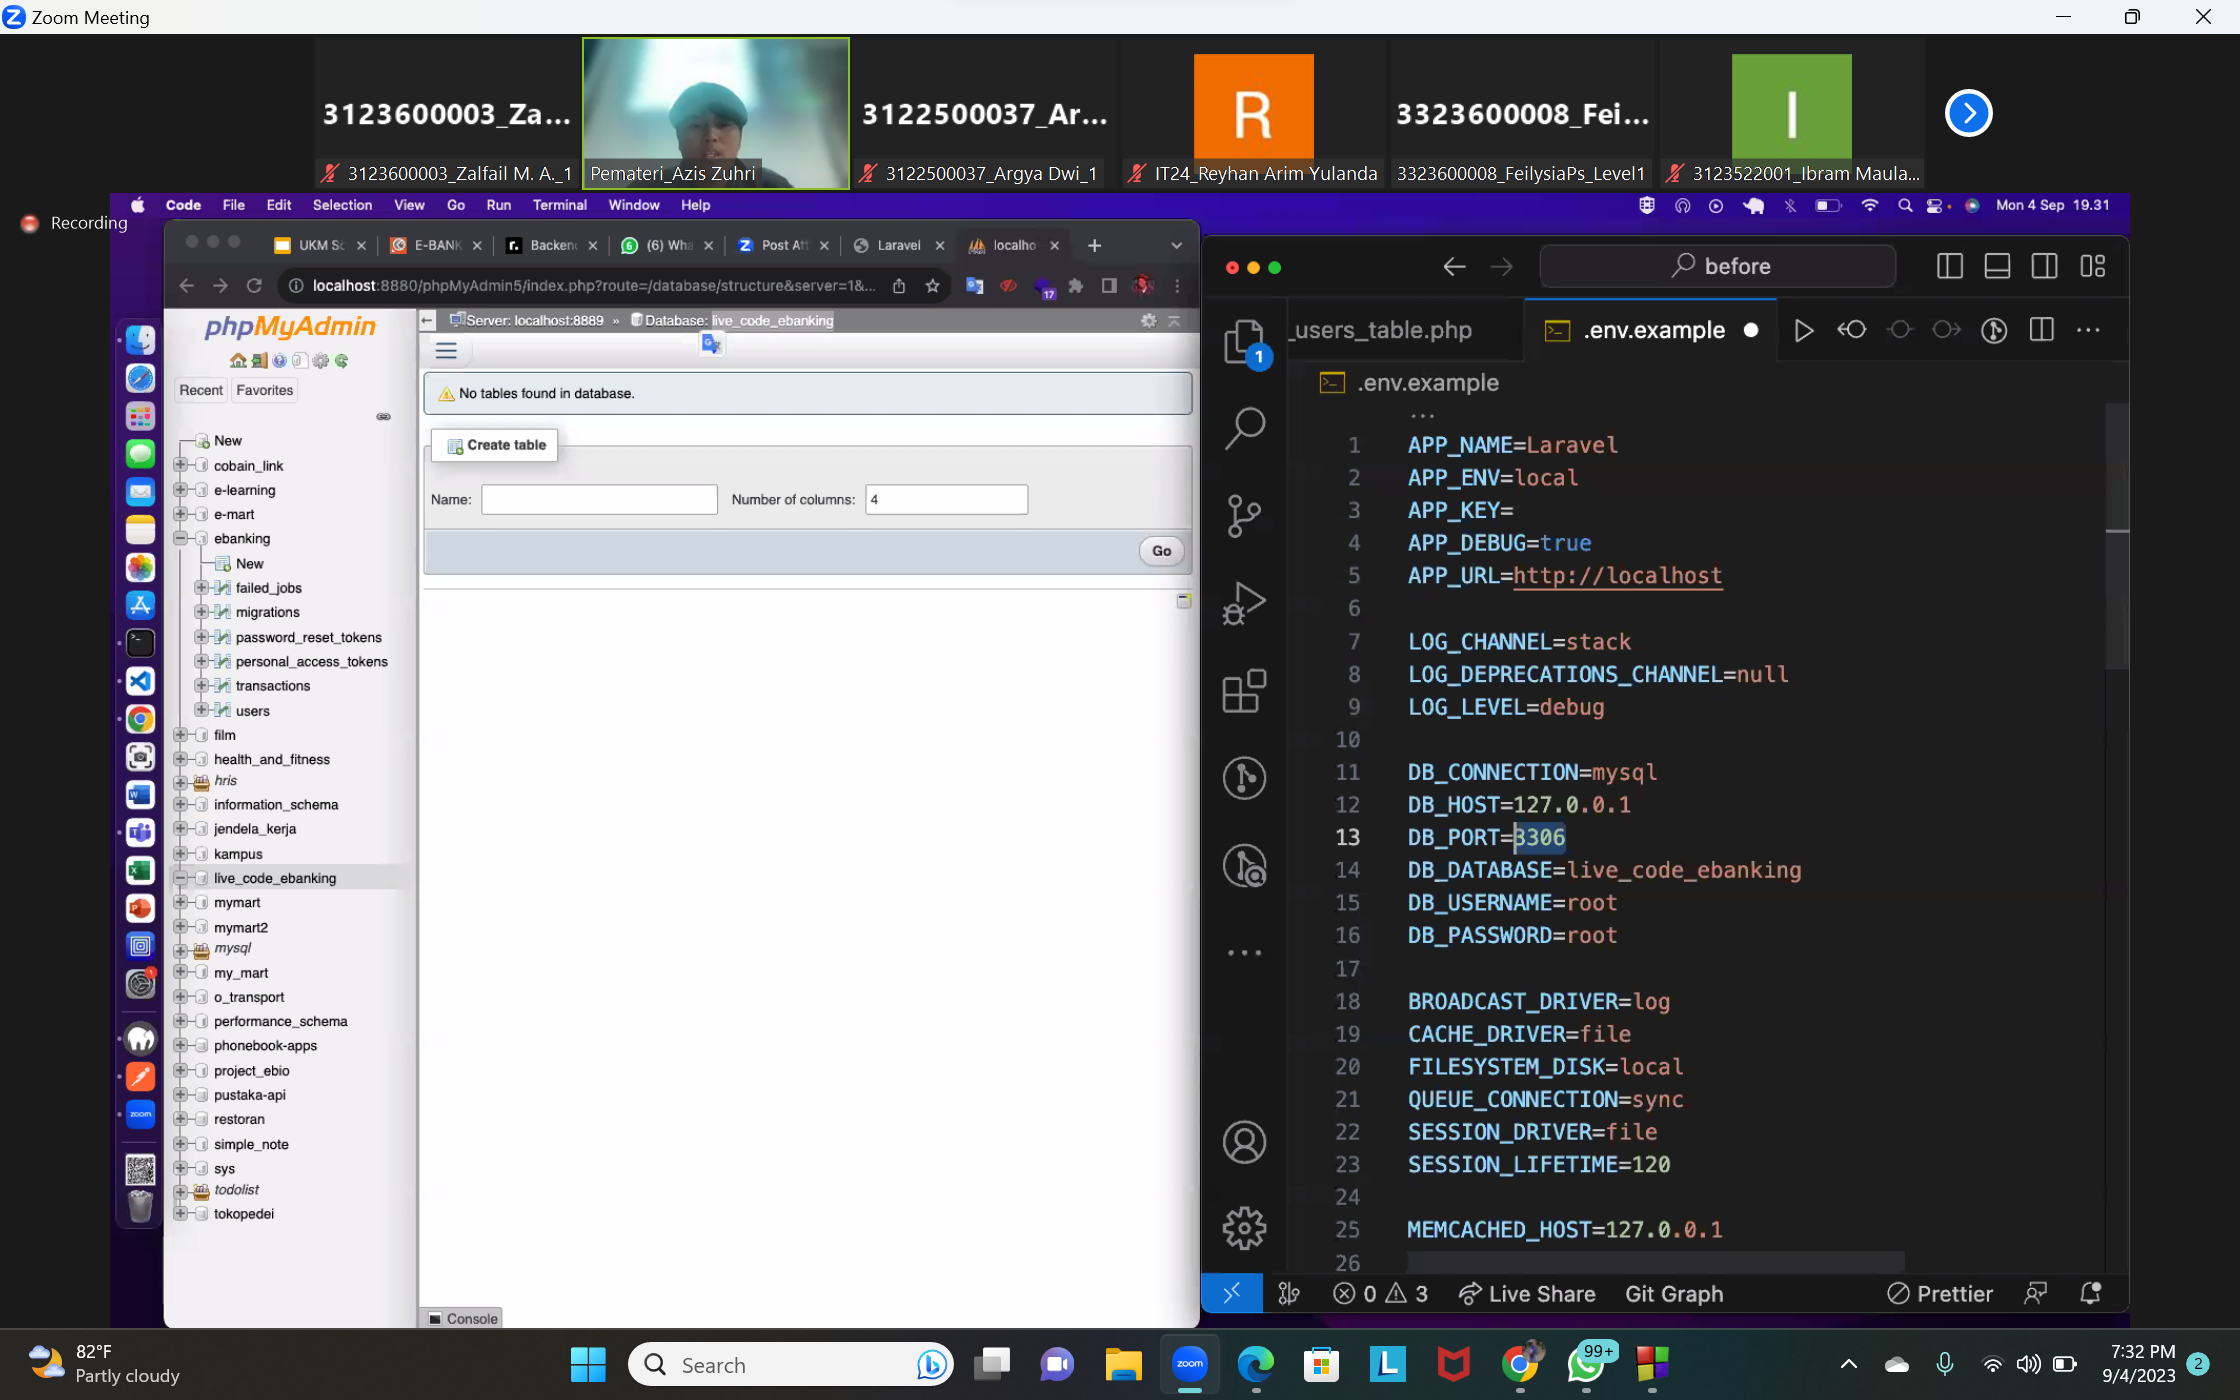 Zoom Meeting
3123600003_Za...
3122500037_Ar...
R
3323600008_Fei...
I
3123600003_Zalfail M. A._1
Pemateri_Azis Zuhri
3122500037_Argya Dwi_1
IT24_Reyhan Arim Yulanda
3323600008_FeilysiaPs_Level1
3123522001_Ibram Maula...
Recording
Code File Edit Selection View Go Run Terminal Window Help
Mon 4 Sep 19.31
UKM Sc
E-BANK
Backend
(6) Wha
Post Att
Laravel
localho
localhost:8880/phpMyAdmin5/index.php?route=/database/structure&server=1&...
17
phpMyAdmin
Recent
Favorites
New
cobain_link
e-learning
e-mart
ebanking
New
failed_jobs
migrations
password_reset_tokens
personal_access_tokens
transactions
users
film
health_and_fitness
hris
information_schema
jendela_kerja
kampus
live_code_ebanking
mymart
mymart2
mysql
my_mart
o_transport
performance_schema
phonebook-apps
project_ebio
pustaka-api
restoran
simple_note
sys
todolist
tokopedei
Server: localhost:8889 » Database: live_code_ebanking
No tables found in database.
Create table
Name:
Number of columns: 4
Go
Console
before
_users_table.php
.env.example
1
.env.example
...
1 APP_NAME=Laravel
2 APP_ENV=local
3 APP_KEY=
4 APP_DEBUG=true
5 APP_URL=http://localhost
6
7 LOG_CHANNEL=stack
8 LOG_DEPRECATIONS_CHANNEL=null
9 LOG_LEVEL=debug
10
11 DB_CONNECTION=mysql
12 DB_HOST=127.0.0.1
13 DB_PORT=3306
14 DB_DATABASE=live_code_ebanking
15 DB_USERNAME=root
16 DB_PASSWORD=root
17
18 BROADCAST_DRIVER=log
19 CACHE_DRIVER=file
20 FILESYSTEM_DISK=local
21 QUEUE_CONNECTION=sync
22 SESSION_DRIVER=file
23 SESSION_LIFETIME=120
24
25 MEMCACHED_HOST=127.0.0.1
26
0 3 Live Share Git Graph Prettier
zoom
82°F
Partly cloudy
Search
zoom
L
99+
7:32 PM
9/4/2023
2